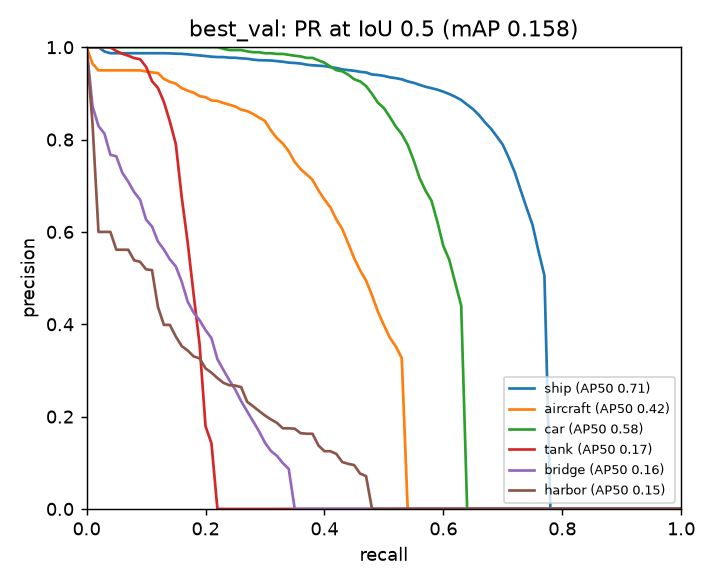 best_val: PR at IoU 0.5 (mAP 0.158)
precision
1.0
0.8
0.6
0.4
0.2
0.0
ship (AP50 0.71)
aircraft (AP50 0.42)
car (AP50 0.58)
tank (AP50 0.17)
bridge (AP50 0.16)
harbor (AP50 0.15)
0.0 0.2 0.4 0.6 0.8 1.0
recall